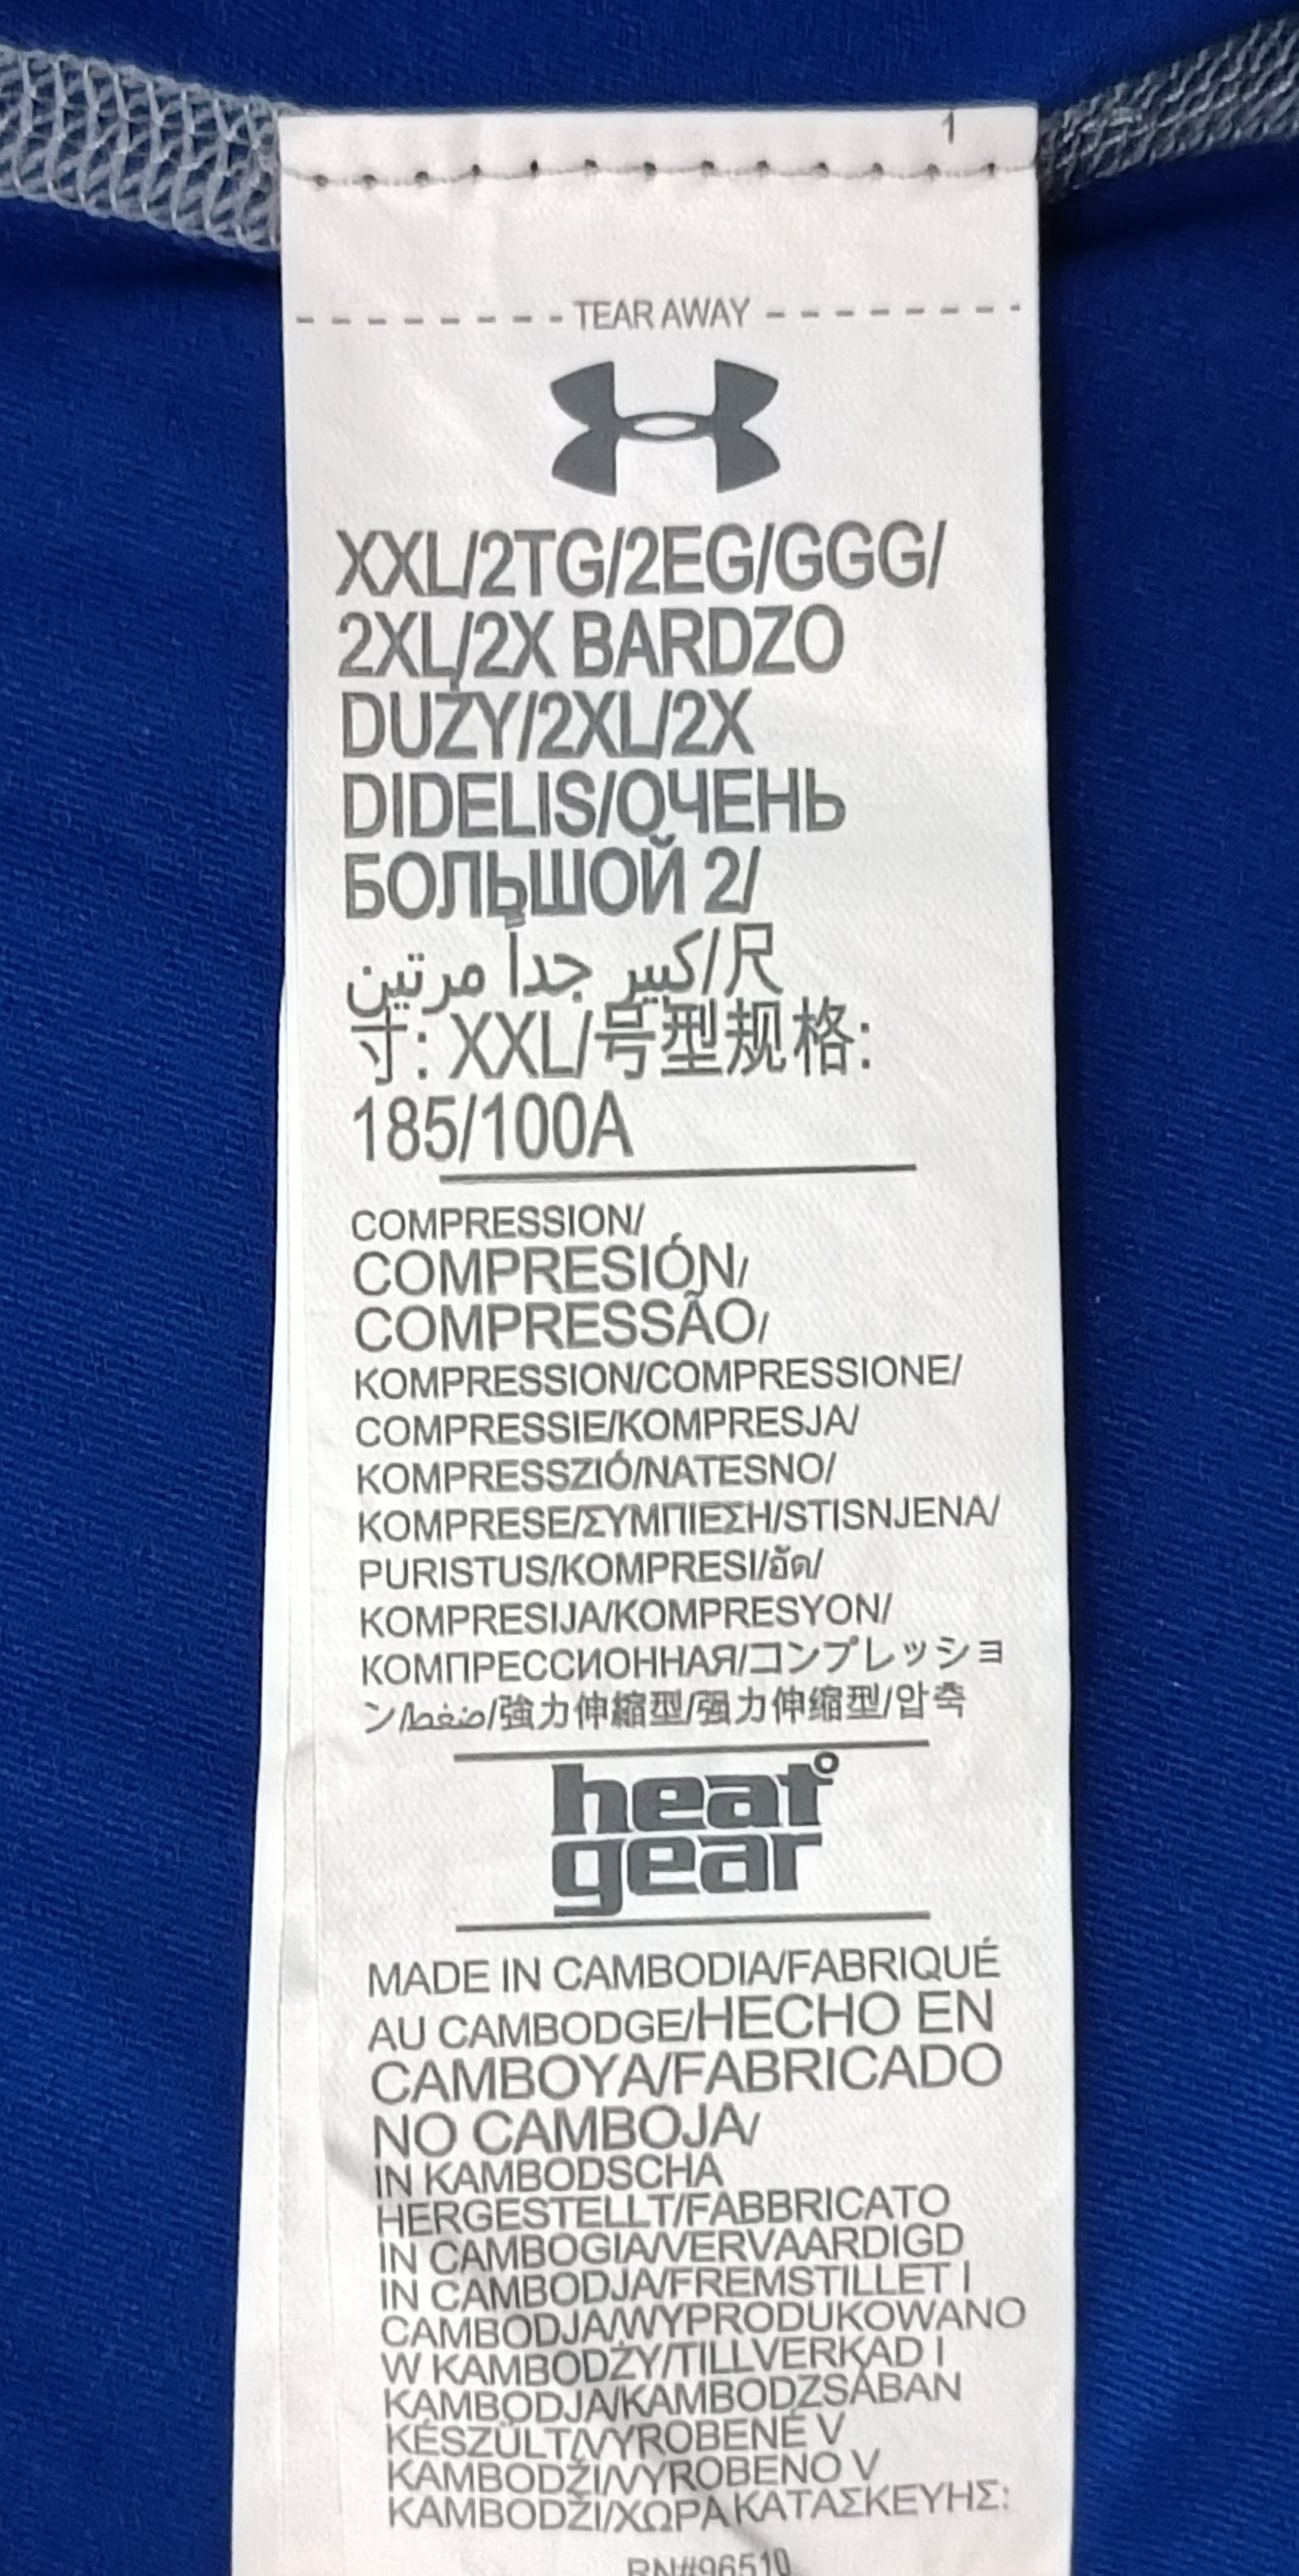 1
TEAR AWAY
XXL/2TG/2EG/GGG/
2XL/2X BARDZO
DUŻY/2XL/2X
DIDELIS/ОЧЕНЬ
БОЛЬШОЙ 2/
كبير جداً مرتين/尺
寸: XXL/号型规格:
185/100A
COMPRESSION/
COMPRESIÓN/
COMPRESSÃO/
KOMPRESSION/COMPRESSIONE/
COMPRESSIE/KOMPRESJA/
KOMPRESSZIÓ/NATESNO/
KOMPRESE/ΣΥΜΠΙΕΣΗ/STISNJENA/
PURISTUS/KOMPRESI/อัด/
KOMPRESIJA/KOMPRESYON/
КОМПРЕССИОННАЯ/コンプレッショ
ン/ضغط/強力伸縮型/强力伸缩型/압축
heat°
gear
MADE IN CAMBODIA/FABRIQUÉ
AU CAMBODGE/HECHO EN
CAMBOYA/FABRICADO
NO CAMBOJA/
IN KAMBODSCHA
HERGESTELLT/FABBRICATO
IN CAMBOGIA/VERVAARDIGD
IN CAMBODJA/FREMSTILLET I
CAMBODJA/WYPRODUKOWANO
W KAMBODŻY/TILLVERKAD I
KAMBODJA/KAMBODZSÁBAN
KÉSZÜLT/VYROBENÉ V
KAMBODŽI/VYROBENO V
KAMBODŽI/ΧΩΡΑ ΚΑΤΑΣΚΕΥΗΣ:
RN#96510